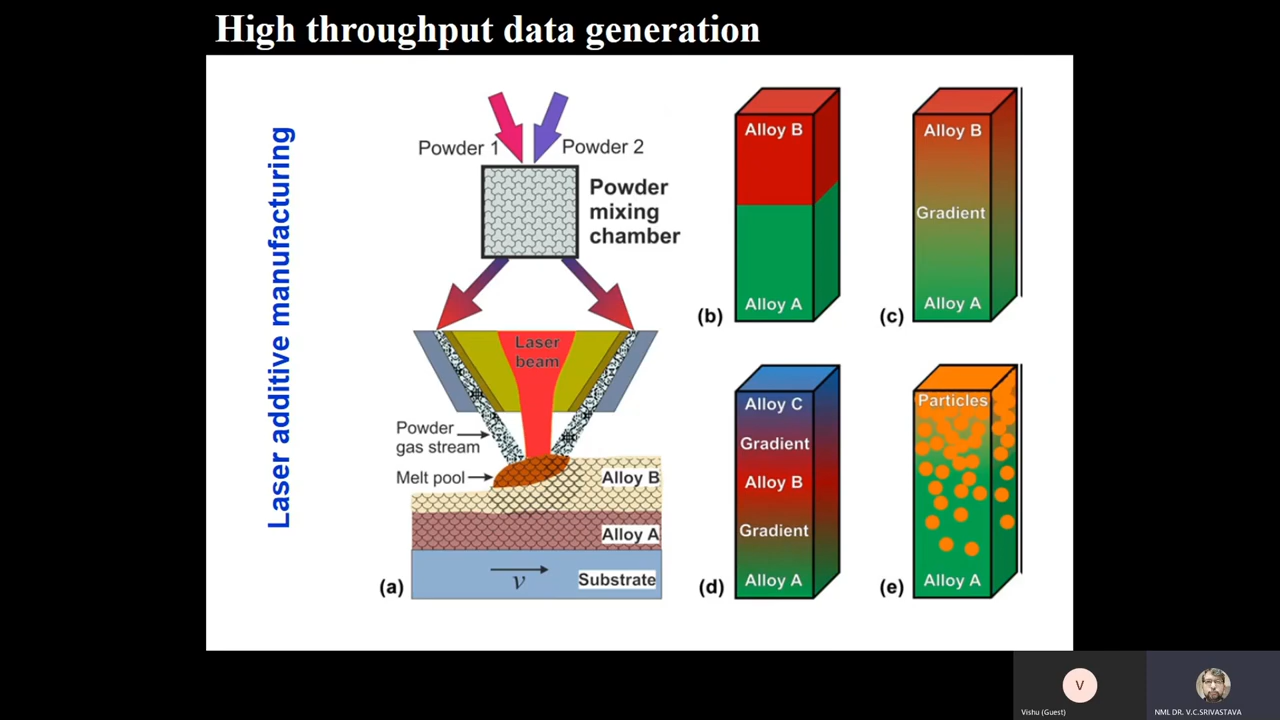 High throughput data generation
Laser additive manufacturing
Powder 1
Powder 2
Powder
mixing
chamber
Laser
beam
Powder
gas stream
Melt pool
Alloy B
Alloy A
Substrate
v
(a)
Alloy B
Alloy A
(b)
Alloy B
Gradient
Alloy A
(c)
Alloy C
Gradient
Alloy B
Gradient
Alloy A
(d)
Particles
Alloy A
(e)
V
Vishu (Guest)
NML DR. V.C.SRIVASTAVA